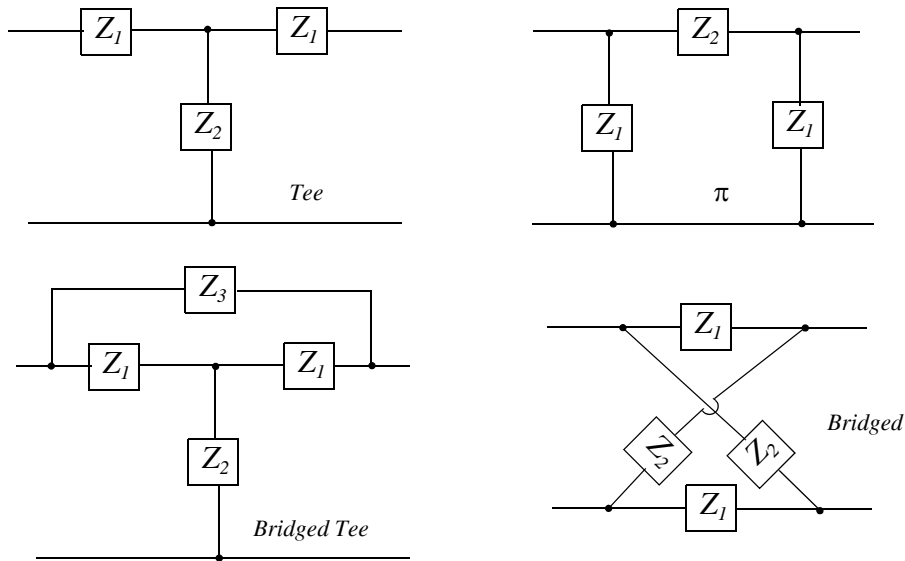 Z1 Z1
Z2
Tee
Z2
Z1 Z1
π
Z3
Z1 Z1
Z2
Bridged Tee
Z1
Z2 Z2
Bridged
Z1